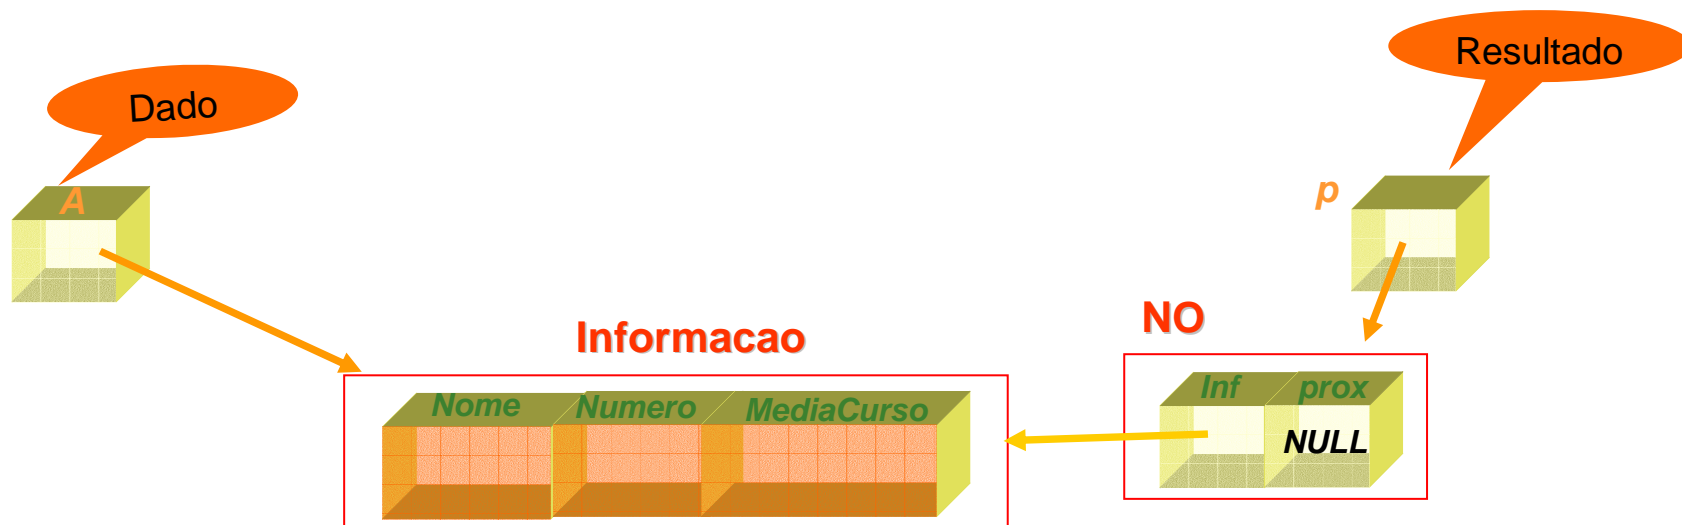 Resultado
Dado
A
p
NO
Informacao
Inf prox
Nome Numero MediaCurso
NULL